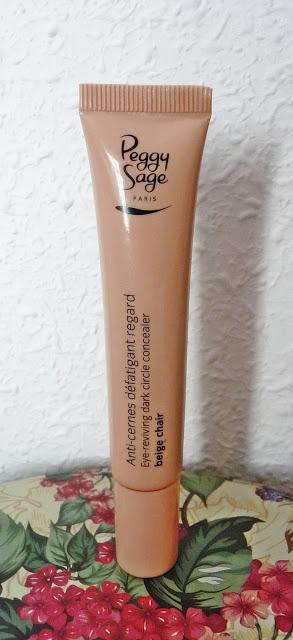 Peggy
Sage
PARIS
Anti-cernes défatigant regard
Eye-reviving dark circle concealer
beige chair